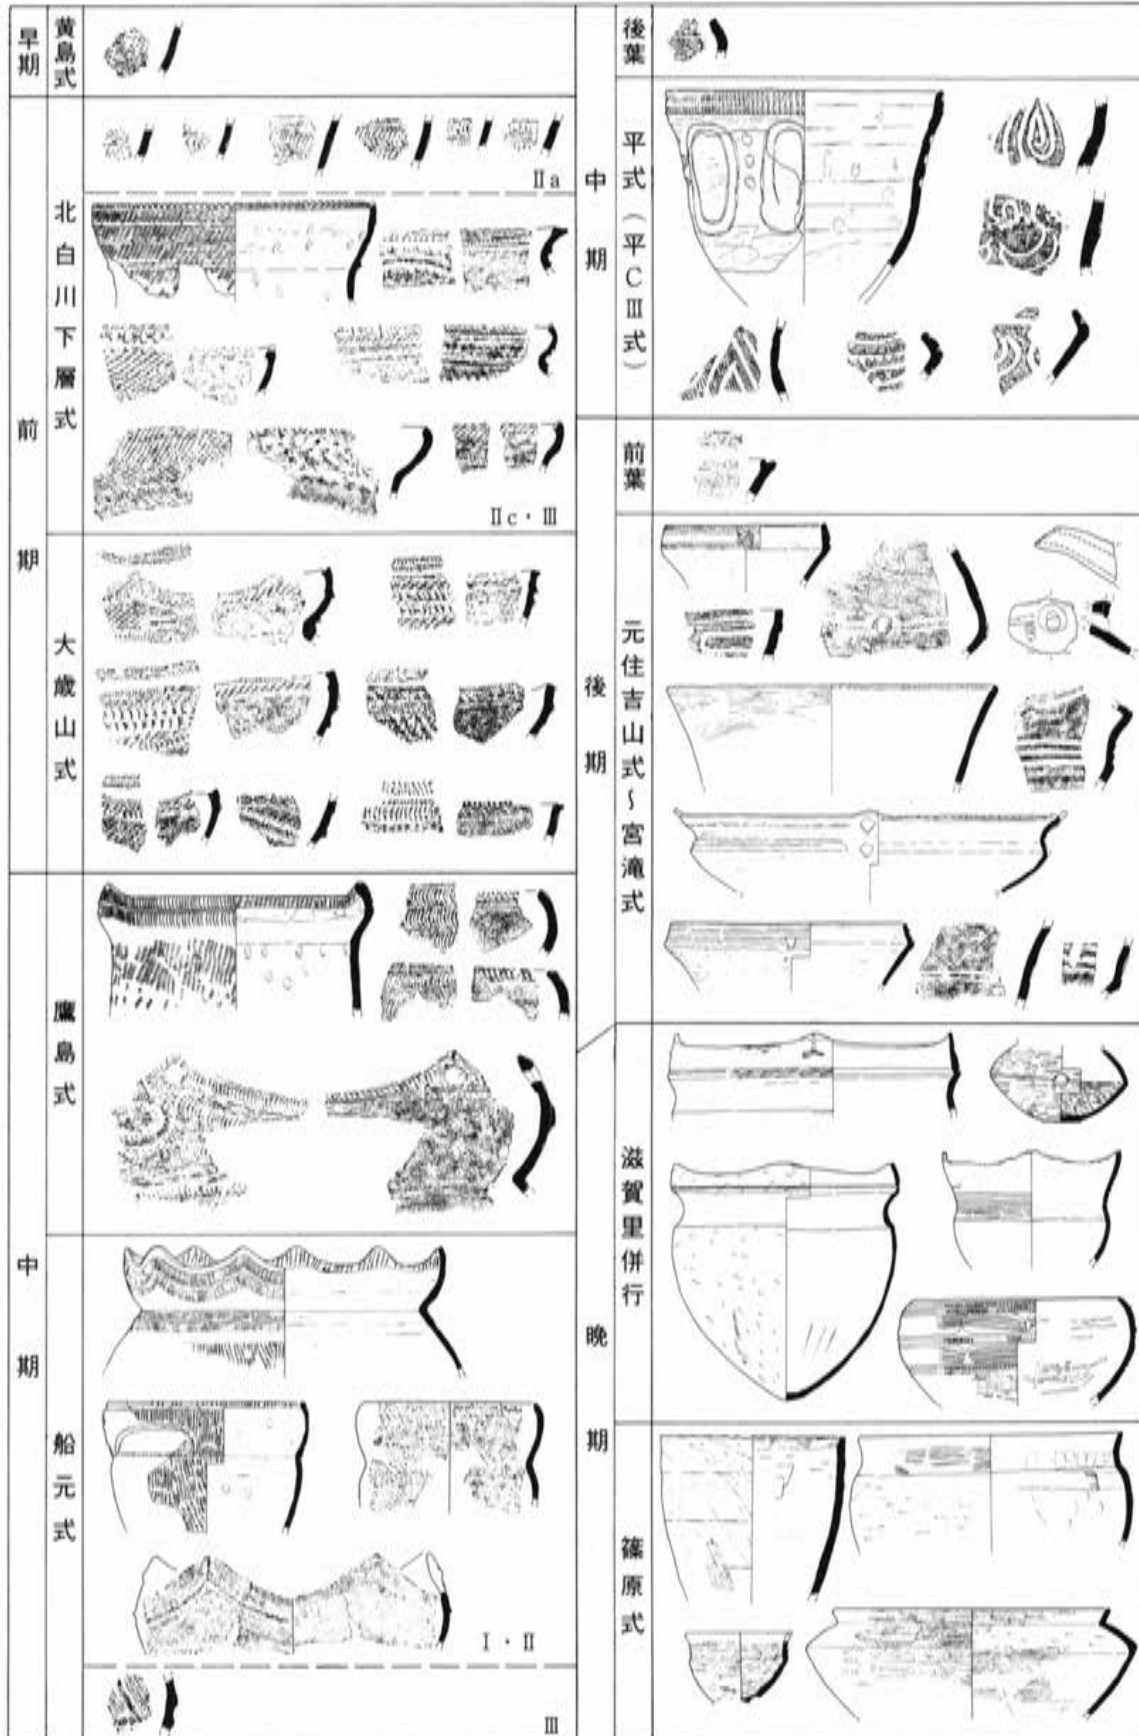 早期
黄島式
前期
北白川下層式
Ⅱa
Ⅱc・Ⅲ
大歳山式
中期
鷹島式
船元式
Ⅰ・Ⅱ
Ⅲ
中期
後葉
平式(平CⅢ式)
後期
前葉
元住吉山式~宮滝式
晩期
滋賀里併行
篠原式